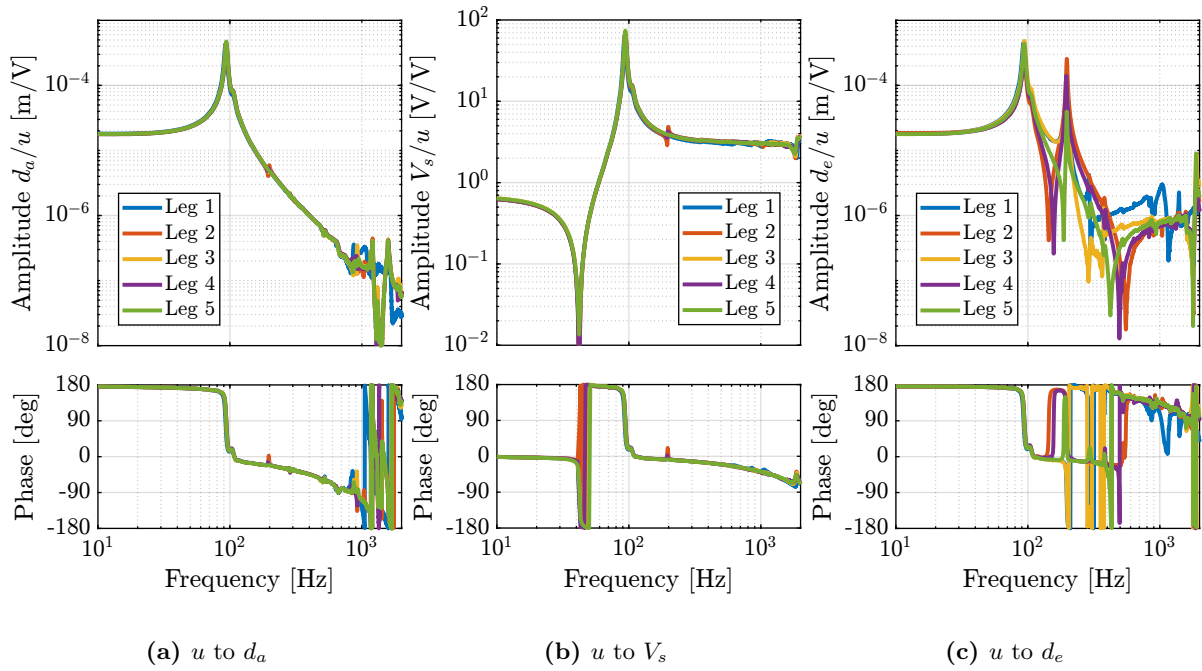 Amplitude d_a/u [m/V]
10^-4
10^-6
10^-8
Leg 1
Leg 2
Leg 3
Leg 4
Leg 5
Phase [deg]
180
90
0
-90
-180
10^1 10^2 10^3
Frequency [Hz]
(a) u to d_a
Amplitude V_s/u [V/V]
10^2
10^1
10^0
10^-1
10^-2
Leg 1
Leg 2
Leg 3
Leg 4
Leg 5
Phase [deg]
180
90
0
-90
-180
10^1 10^2 10^3
Frequency [Hz]
(b) u to V_s
Amplitude d_e/u [m/V]
10^-4
10^-6
10^-8
Leg 1
Leg 2
Leg 3
Leg 4
Leg 5
Phase [deg]
180
90
0
-90
-180
10^1 10^2 10^3
Frequency [Hz]
(c) u to d_e